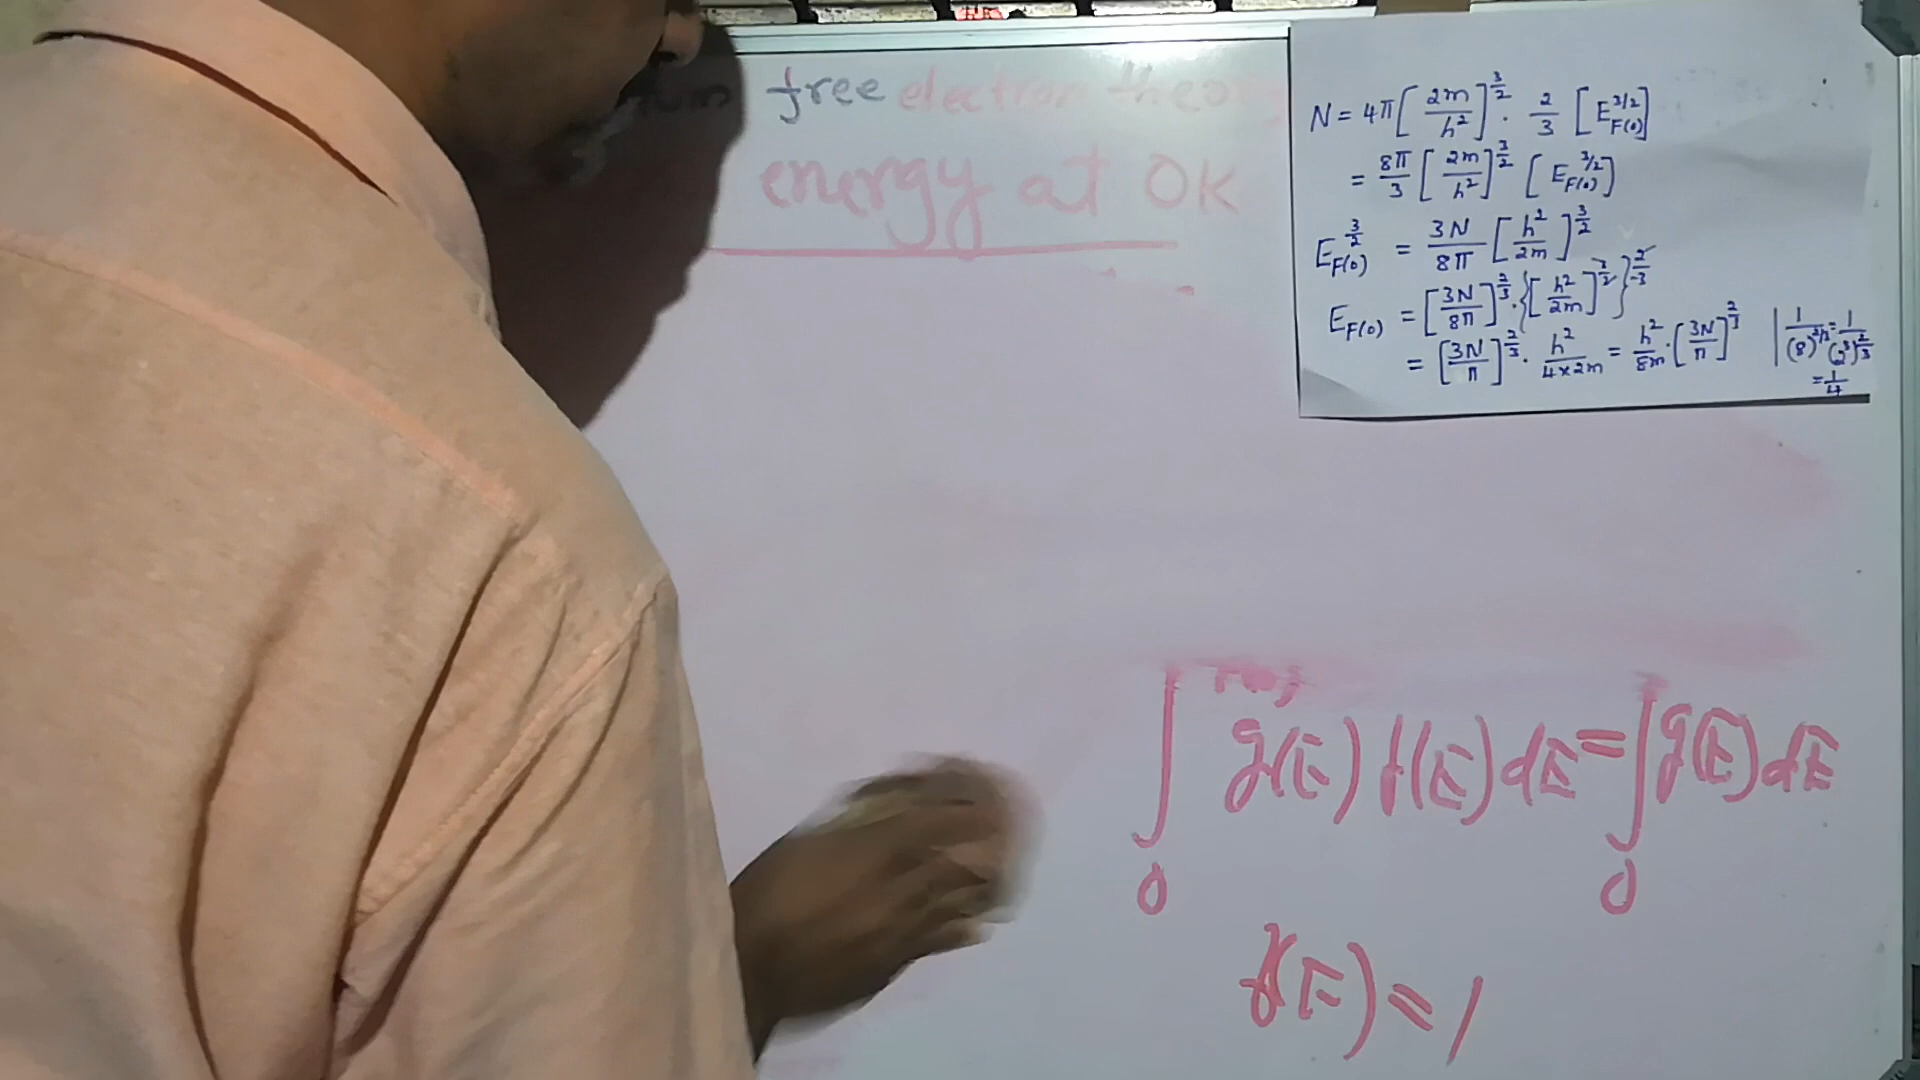 free electron theo
energy at 0K
N = 4π[2m/h²]^3/2 . 2/3 [E_F(0)^3/2]
= 8π/3 [2m/h²]^3/2 [E_F(0)^3/2]
E_F(0)^3/2 = 3N/8π [h²/2m]^3/2
E_F(0) = [3N/8π]^2/3 . {[h²/2m]^3/2}^2/3
= [3N/π]^2/3 . h²/4×2m = h²/8m . [3N/π]^2/3 | 1/(8)^2/3 = 1/(2³)^2/3
= 1/4
∫0 g(E) f(E) dE = ∫0 g(E) dE
f(E) = 1